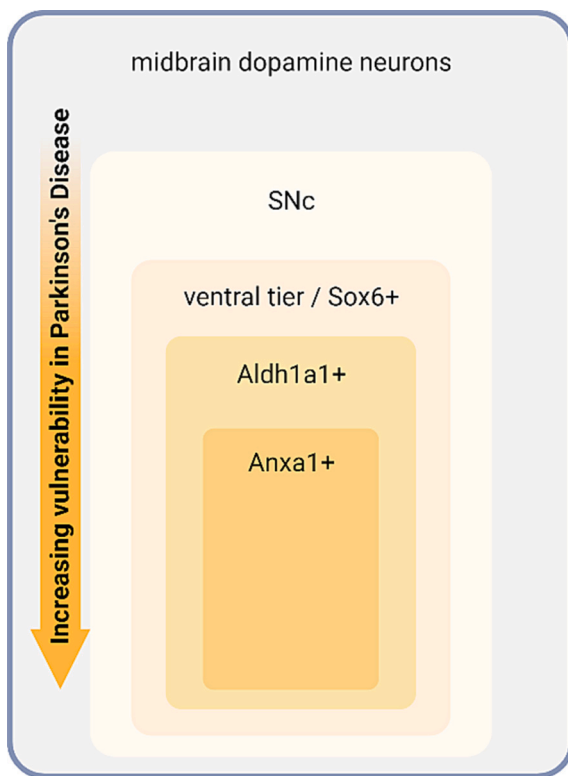 midbrain dopamine neurons
Increasing vulnerability in Parkinson's Disease
SNc
ventral tier / Sox6+
Aldh1a1+
Anxa1+